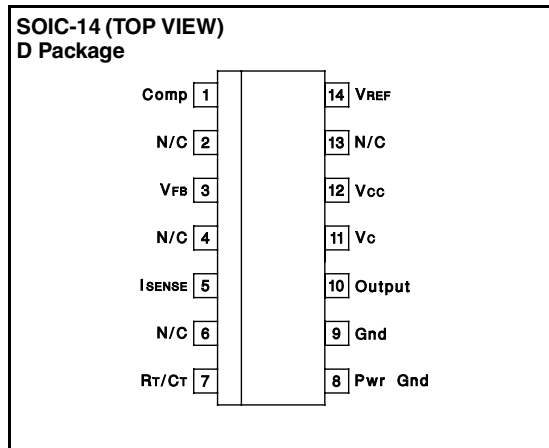 SOIC-14 (TOP VIEW)
D Package
Comp 1 14 VREF
N/C 2 13 N/C
VFB 3 12 Vcc
N/C 4 11 Vc
ISENSE 5 10 Output
N/C 6 9 Gnd
RT/CT 7 8 Pwr Gnd